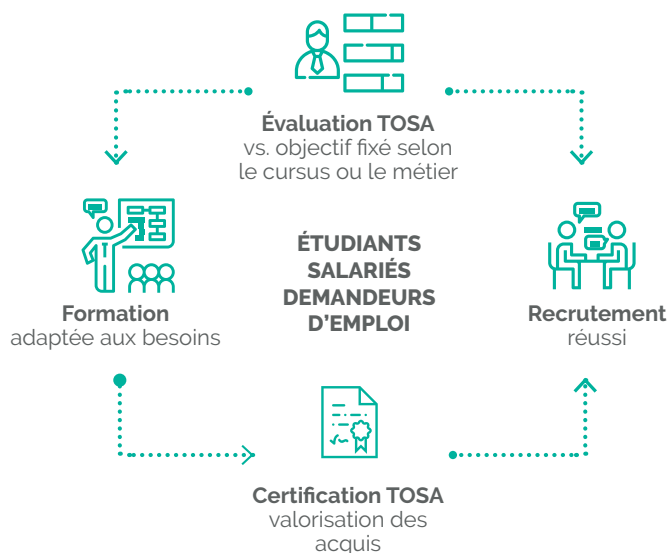 Évaluation TOSA
vs. objectif fixé selon
le cursus ou le métier
ÉTUDIANTS
SALARIÉS
DEMANDEURS
D’EMPLOI
Formation
adaptée aux besoins
Recrutement
réussi
Certification TOSA
valorisation des
acquis